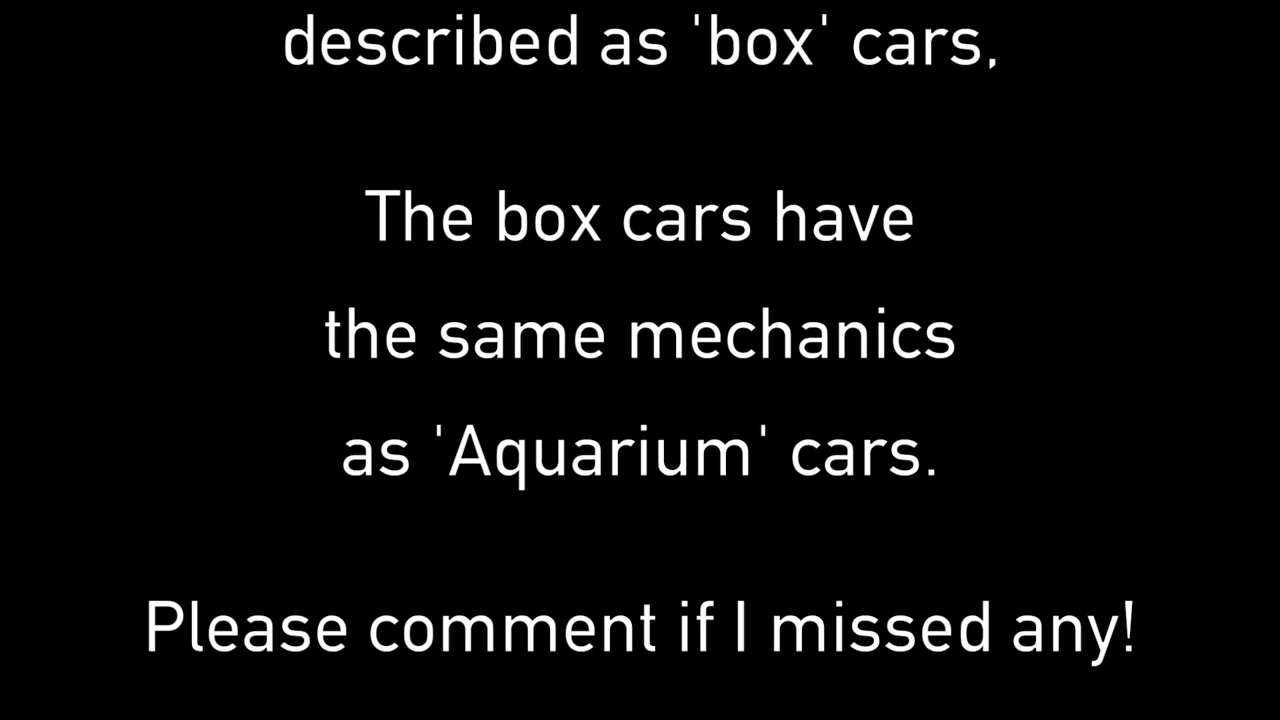 described as 'box' cars,
The box cars have
the same mechanics
as 'Aquarium' cars.
Please comment if I missed any!